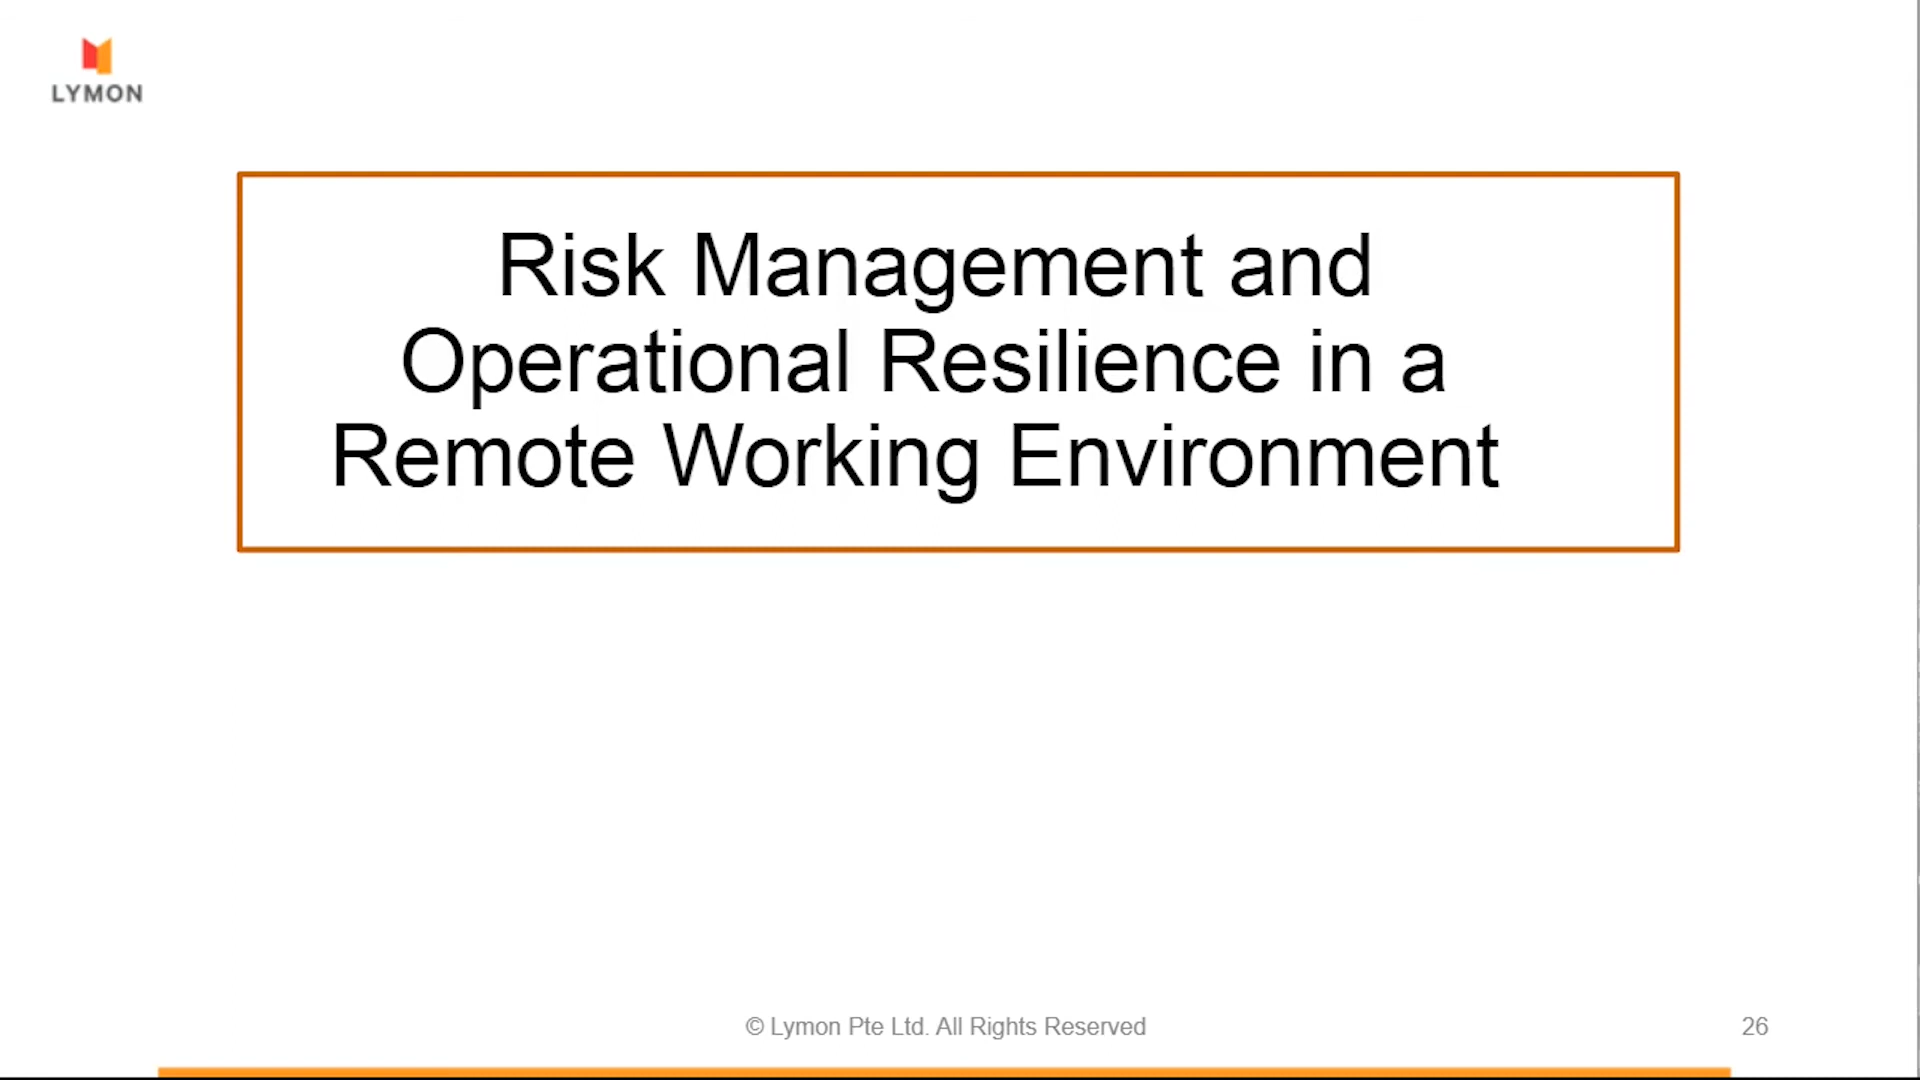 LYMON
Risk Management and
Operational Resilience in a
Remote Working Environment
© Lymon Pte Ltd. All Rights Reserved
26